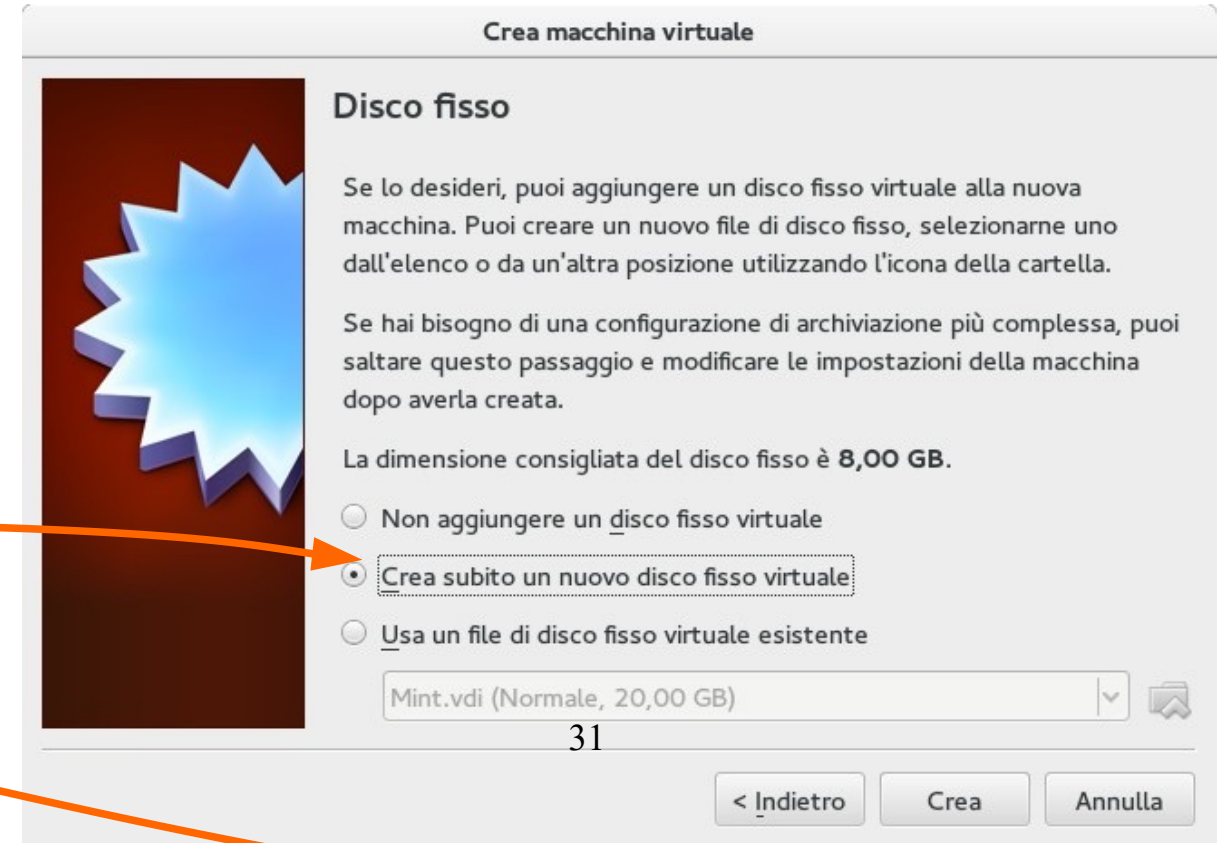 Crea macchina virtuale
Disco fisso
Se lo desideri, puoi aggiungere un disco fisso virtuale alla nuova
macchina. Puoi creare un nuovo file di disco fisso, selezionarne uno
dall'elenco o da un'altra posizione utilizzando l'icona della cartella.
Se hai bisogno di una configurazione di archiviazione più complessa, puoi
saltare questo passaggio e modificare le impostazioni della macchina
dopo averla creata.
La dimensione consigliata del disco fisso è 8,00 GB.
Non aggiungere un disco fisso virtuale
Crea subito un nuovo disco fisso virtuale
Usa un file di disco fisso virtuale esistente
Mint.vdi (Normale, 20,00 GB)
31
< Indietro Crea Annulla